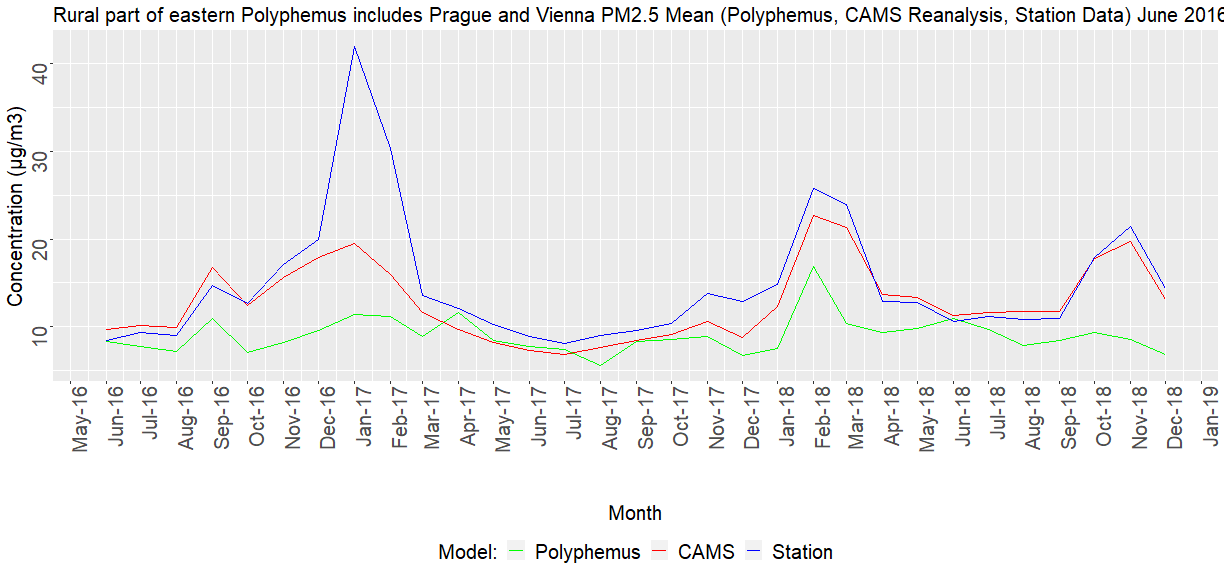 Rural part of eastern Polyphemus includes Prague and Vienna PM2.5 Mean (Polyphemus, CAMS Reanalysis, Station Data) June 2016
Concentration (µg/m3)
40
30
20
10
May-16
Jun-16
Jul-16
Aug-16
Sep-16
Oct-16
Nov-16
Dec-16
Jan-17
Feb-17
Mar-17
Apr-17
May-17
Jun-17
Jul-17
Aug-17
Sep-17
Oct-17
Nov-17
Dec-17
Jan-18
Feb-18
Mar-18
Apr-18
May-18
Jun-18
Jul-18
Aug-18
Sep-18
Oct-18
Nov-18
Dec-18
Jan-19
Month
Model: Polyphemus CAMS Station